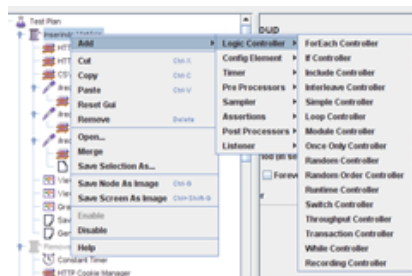 Test Plan
Add
Cut Ctrl-X
Copy Ctrl-C
Paste Ctrl-V
Reset Gui
Remove Delete
Open...
Merge
Save Selection As...
Save Node As Image Ctrl-G
Save Screen As Image Ctrl+Shift-G
Enable
Disable
Help
Constant Timer
HTTP Cookie Manager
Logic Controller
Config Element
Timer
Pre Processors
Sampler
Assertions
Post Processors
Listener
ForEach Controller
If Controller
Include Controller
Interleave Controller
Simple Controller
Loop Controller
Module Controller
Once Only Controller
Random Controller
Random Order Controller
Runtime Controller
Switch Controller
Throughput Controller
Transaction Controller
While Controller
Recording Controller